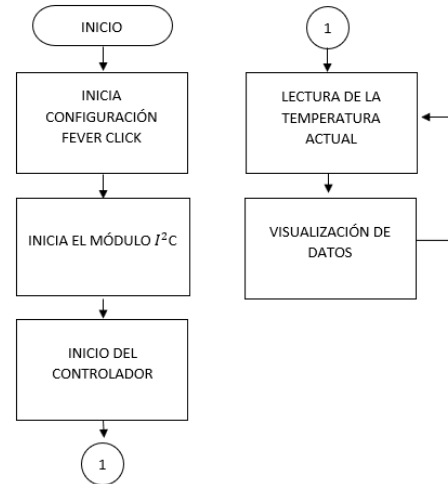 INICIO
INICIA
CONFIGURACIÓN
FEVER CLICK
INICIA EL MÓDULO I²C
INICIO DEL
CONTROLADOR
1
1
LECTURA DE LA
TEMPERATURA
ACTUAL
VISUALIZACIÓN DE
DATOS